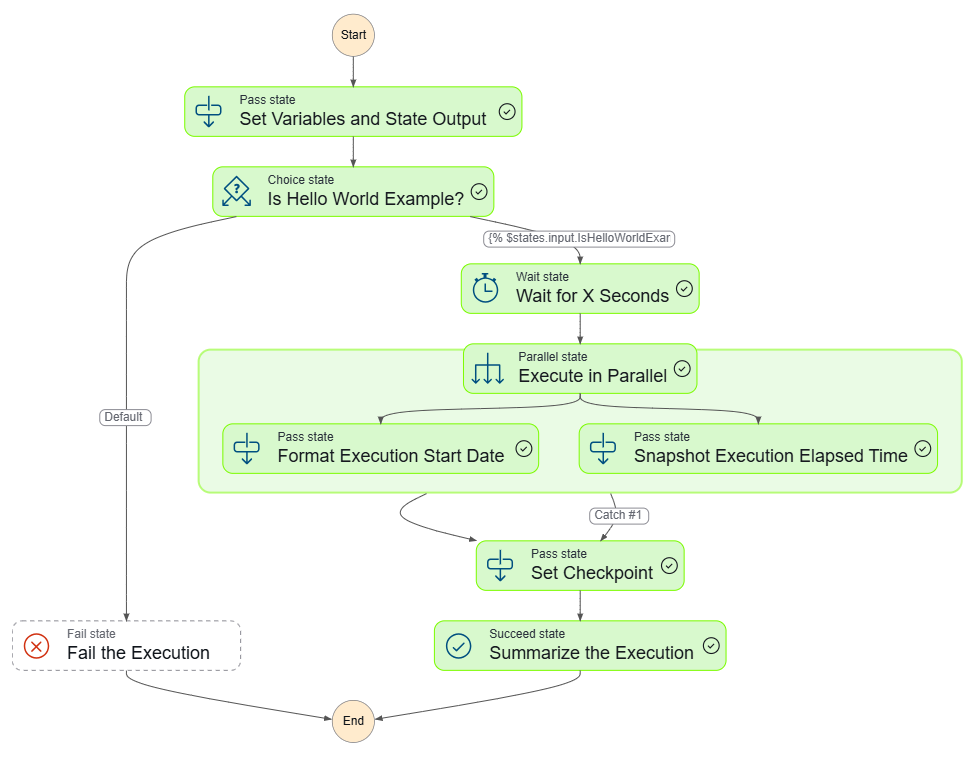 Start
Pass state
Set Variables and State Output
Choice state
Is Hello World Example?
{% $states.input.IsHelloWorldExar
Wait state
Wait for X Seconds
Parallel state
Execute in Parallel
Default
Pass state
Format Execution Start Date
Pass state
Snapshot Execution Elapsed Time
Catch #1
Pass state
Set Checkpoint
Fail state
Fail the Execution
Succeed state
Summarize the Execution
End